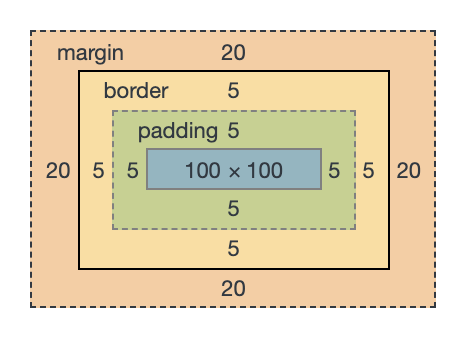 margin 20
border 5
padding 5
20 5 5 100 × 100 5 5 20
5
5
20